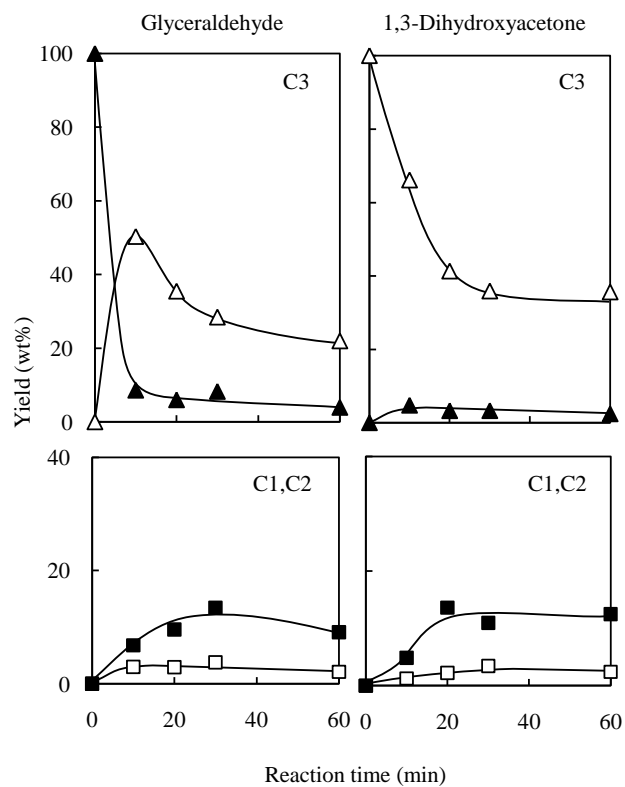 Glyceraldehyde
1,3-Dihydroxyacetone
100
C3
C3
80
60
40
20
0
Yield (wt%)
40
C1,C2
C1,C2
20
0
0 20 40 60 0 20 40 60
Reaction time (min)